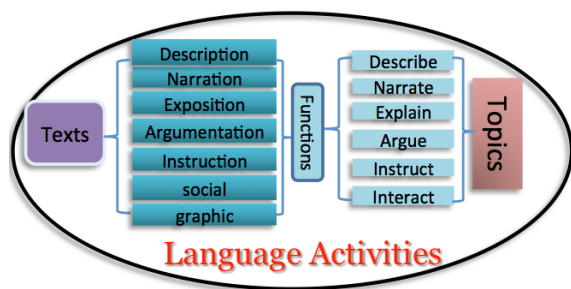 Texts
Description
Narration
Exposition
Argumentation
Instruction
social
graphic
Functions
Describe
Narrate
Explain
Argue
Instruct
Interact
Topics
Language Activities